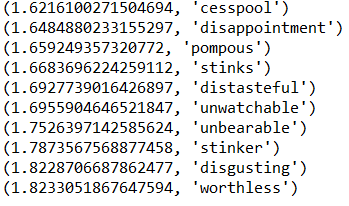 (1.6216100271504694, 'cesspool')
(1.6484880233155297, 'disappointment')
(1.659249357320772, 'pompous')
(1.6683696224259112, 'stinks')
(1.6927739016426897, 'distasteful')
(1.6955904646521847, 'unwatchable')
(1.7526397142585624, 'unbearable')
(1.7873567568877458, 'stinker')
(1.8228706687862477, 'disgusting')
(1.8233051867647594, 'worthless')